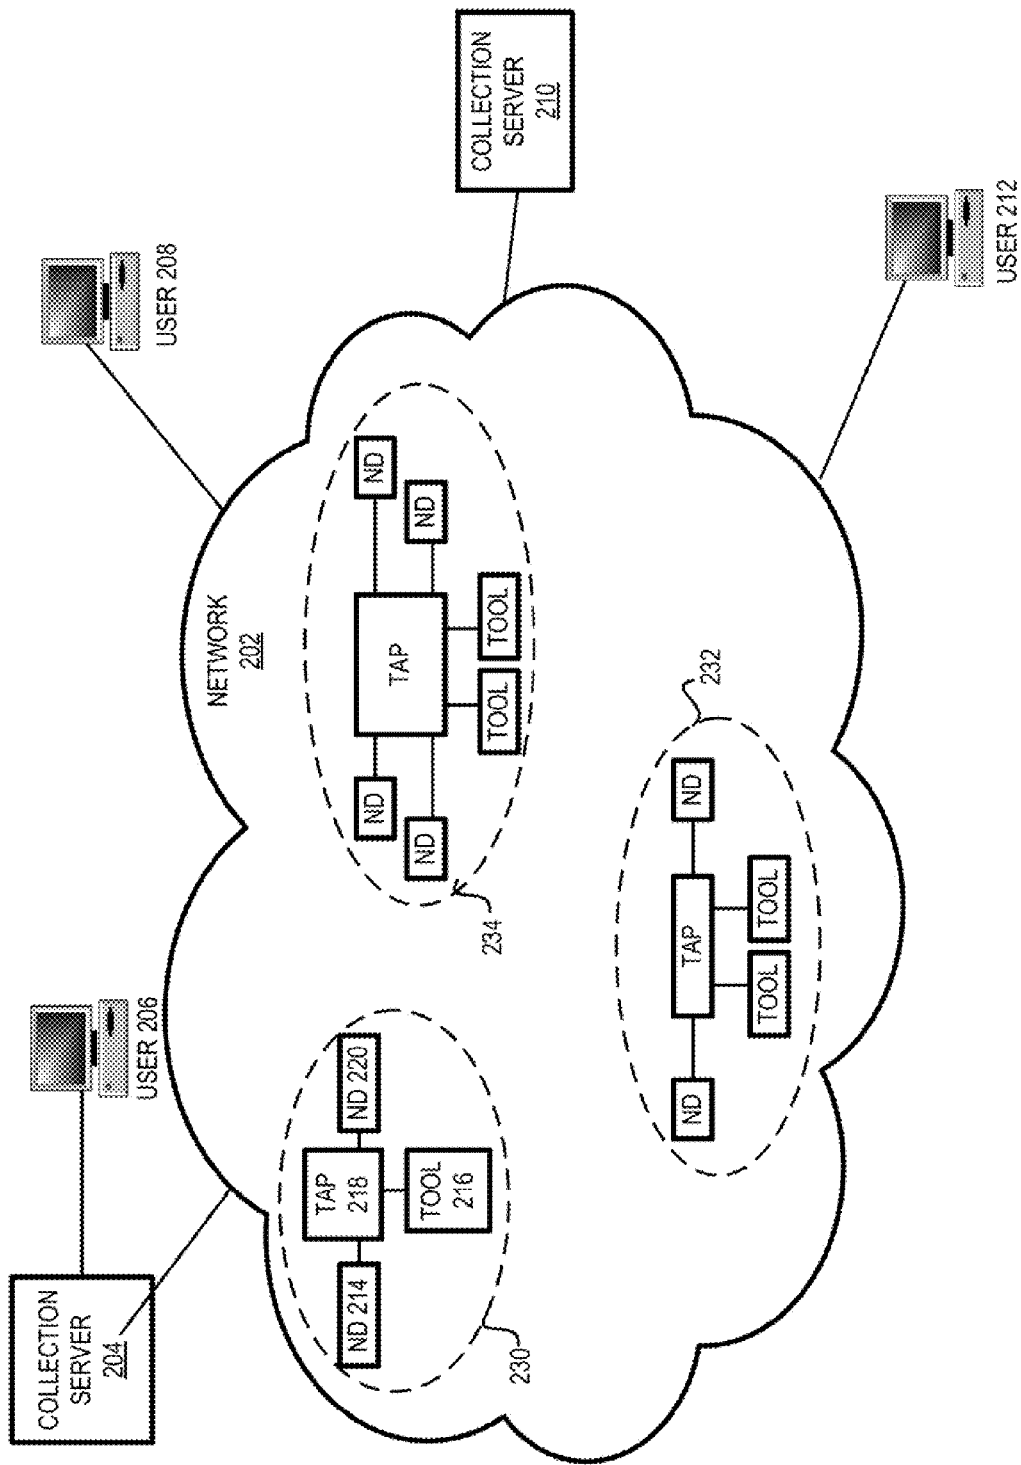 COLLECTION
SERVER
204
USER 206
USER 208
COLLECTION
SERVER
210
NETWORK
202
ND 214
TAP
218
ND 220
TOOL
216
230
ND
ND
TAP
ND
ND
TOOL
TOOL
234
ND
TAP
ND
TOOL
TOOL
232
USER 212